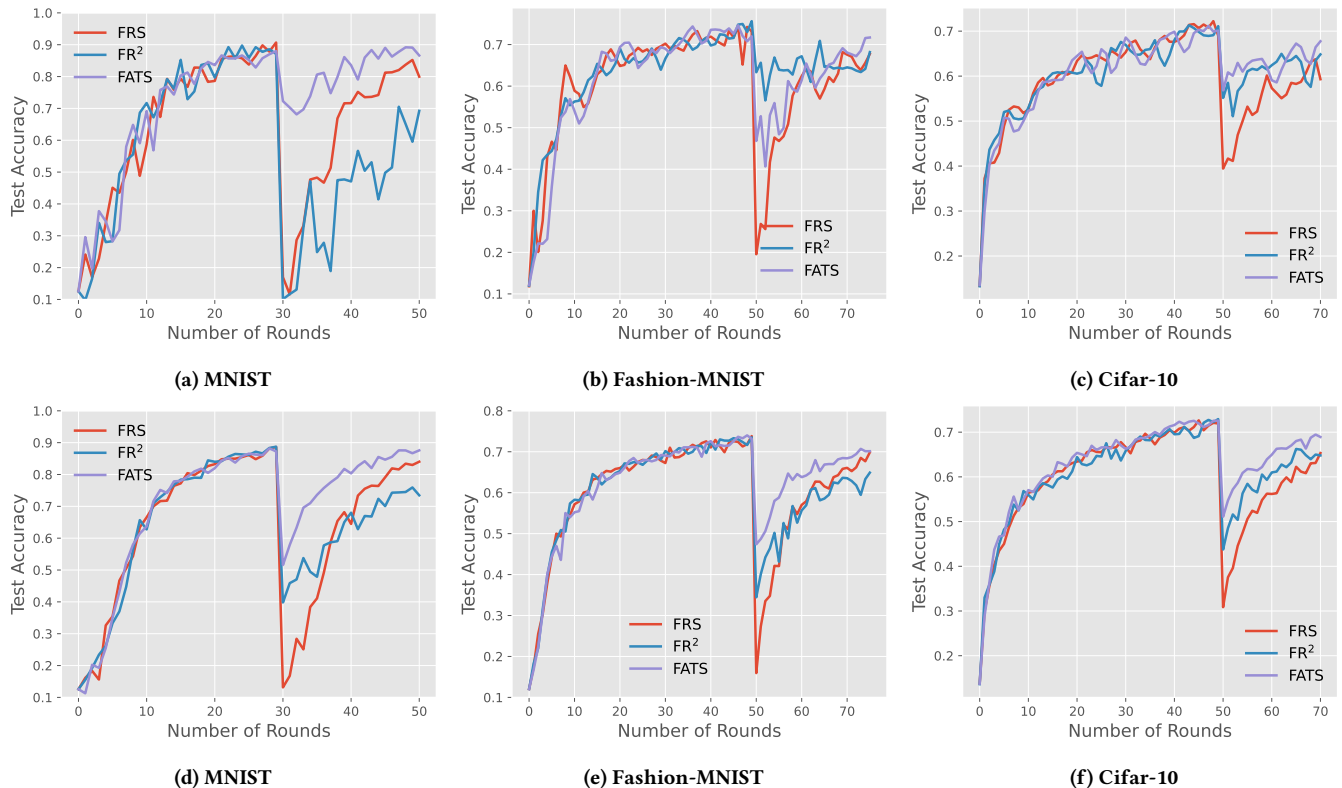 1.0
0.9
0.8
0.7
0.6
0.5
0.4
0.3
0.2
0.1
Test Accuracy
FRS
FR²
FATS
0 10 20 30 40 50
Number of Rounds
(a) MNIST
0.7
0.6
0.5
0.4
0.3
0.2
0.1
Test Accuracy
FRS
FR²
FATS
0 10 20 30 40 50 60 70
Number of Rounds
(b) Fashion-MNIST
0.7
0.6
0.5
0.4
0.3
0.2
Test Accuracy
FRS
FR²
FATS
0 10 20 30 40 50 60 70
Number of Rounds
(c) Cifar-10
1.0
0.9
0.8
0.7
0.6
0.5
0.4
0.3
0.2
0.1
Test Accuracy
FRS
FR²
FATS
0 10 20 30 40 50
Number of Rounds
(d) MNIST
0.8
0.7
0.6
0.5
0.4
0.3
0.2
0.1
Test Accuracy
FRS
FR²
FATS
0 10 20 30 40 50 60 70
Number of Rounds
(e) Fashion-MNIST
0.7
0.6
0.5
0.4
0.3
0.2
Test Accuracy
FRS
FR²
FATS
0 10 20 30 40 50 60 70
Number of Rounds
(f) Cifar-10